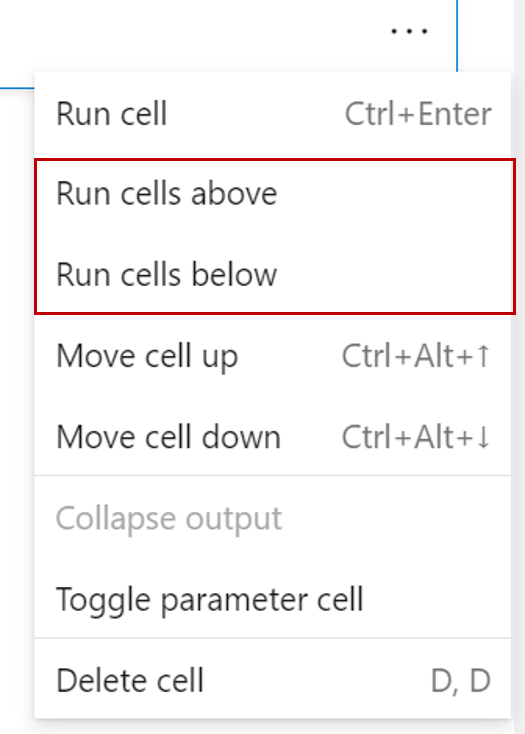 ...
Run cell Ctrl+Enter
Run cells above
Run cells below
Move cell up Ctrl+Alt+↑
Move cell down Ctrl+Alt+↓
Collapse output
Toggle parameter cell
Delete cell D, D